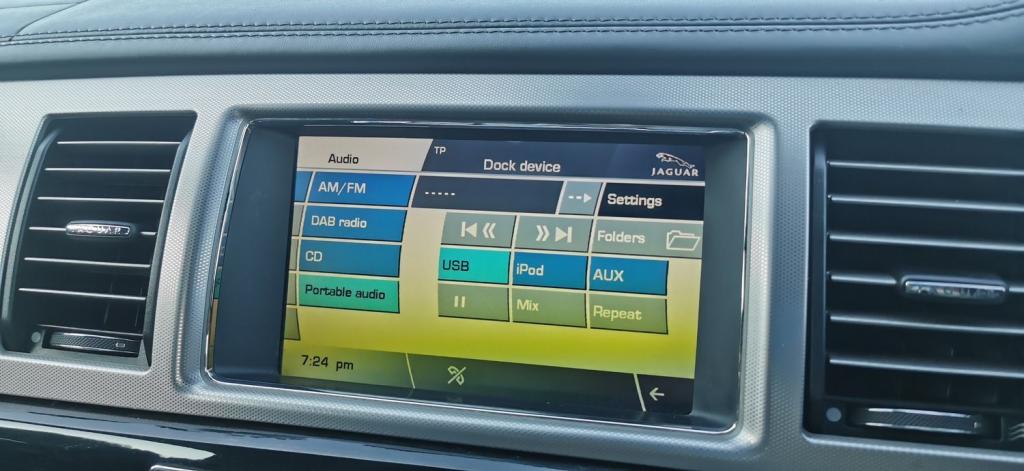 Audio
TP
Dock device
JAGUAR
AM/FM
-----
Settings
DAB radio
Folders
CD
USB
iPod
AUX
Portable audio
Mix
Repeat
7:24 pm